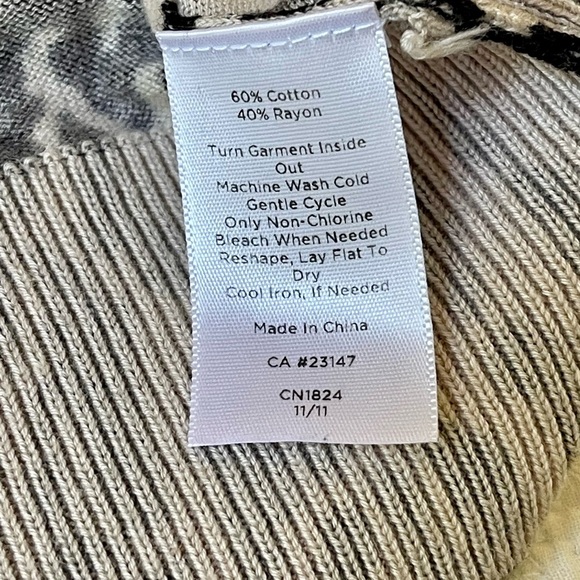 60% Cotton
40% Rayon
Turn Garment Inside
Out
Machine Wash Cold
Gentle Cycle
Only Non-Chlorine
Bleach When Needed
Reshape, Lay Flat To
Dry
Cool Iron, If Needed
Made In China
CA #23147
CN1824
11/11